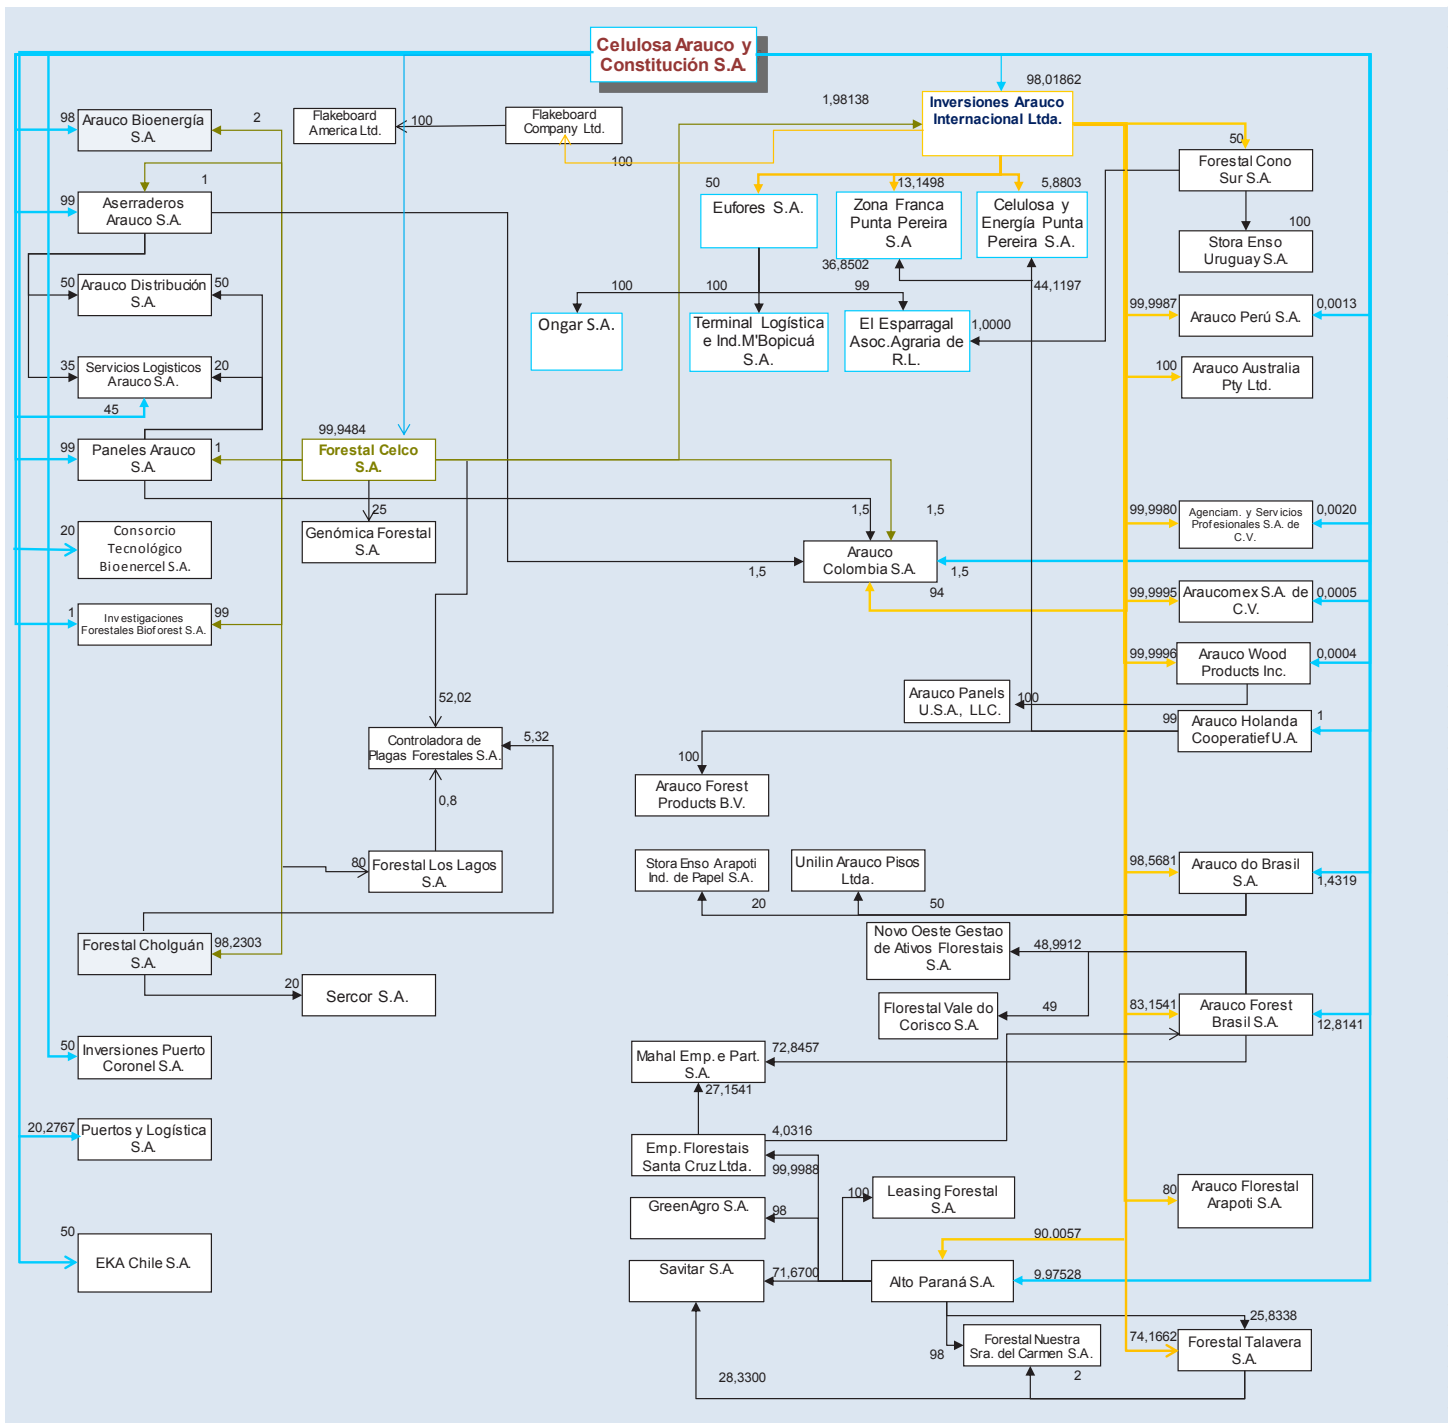 Celulosa Arauco y
Constitución S.A.
98,01862
1,98138
Inversiones Arauco
Internacional Ltda.
98
Arauco Bioenergía
S.A.
2
Flakeboard
America Ltd.
100
Flakeboard
Company Ltd.
100
50
Forestal Cono
Sur S.A.
1
99
Aserraderos
Arauco S.A.
50
Eufores S.A.
13,1498
Zona Franca
Punta Pereira
S.A
5,8803
Celulosa y
Energía Punta
Pereira S.A.
100
Stora Enso
Uruguay S.A.
36,8502
44,1197
50
Arauco Distribución
S.A.
50
100
Ongar S.A.
100
Terminal Logística
e Ind.M'Bopicuá
S.A.
99
El Esparragal
Asoc.Agraria de
R.L.
1,0000
99,9987
Arauco Perú S.A.
0,0013
35
Servicios Logisticos
Arauco S.A.
20
45
100
Arauco Australia
Pty Ltd.
99
Paneles Arauco
S.A.
1
99,9484
Forestal Celco
S.A.
25
Genómica Forestal
S.A.
20
Consorcio
Tecnológico
Bioenercel S.A.
1,5
1,5
Arauco
Colombia S.A.
1,5
1,5
94
99,9980
Agenciam. y Servicios
Profesionales S.A. de
C.V.
0,0020
1
Investigaciones
Forestales Bioforest S.A.
99
99,9995
Araucomex S.A. de
C.V.
0,0005
99,9996
Arauco Wood
Products Inc.
0,0004
52,02
Arauco Panels
U.S.A., LLC.
100
Controladora de
Plagas Forestales S.A.
5,32
99
Arauco Holanda
Cooperatief U.A.
1
100
Arauco Forest
Products B.V.
0,8
80
Forestal Los Lagos
S.A.
Stora Enso Arapoti
Ind. de Papel S.A.
20
Unilin Arauco Pisos
Ltda.
50
98,5681
Arauco do Brasil
S.A.
1,4319
Forestal Cholguán
S.A.
98,2303
Novo Oeste Gestao
de Ativos Florestais
S.A.
48,9912
20
Sercor S.A.
Florestal Vale do
Corisco S.A.
49
83,1541
Arauco Forest
Brasil S.A.
12,8141
50
Inversiones Puerto
Coronel S.A.
Mahal Emp. e Part.
S.A.
72,8457
27,1541
20,2767
Puertos y Logística
S.A.
4,0316
Emp. Florestais
Santa Cruz Ltda.
99,9988
100
Leasing Forestal
S.A.
80
Arauco Florestal
Arapoti S.A.
GreenAgro S.A.
98
50
EKA Chile S.A.
90.0057
Savitar S.A.
71,6700
Alto Paraná S.A.
9.97528
25,8338
98
Forestal Nuestra
Sra. del Carmen S.A.
74,1662
Forestal Talavera
S.A.
28,3300
2